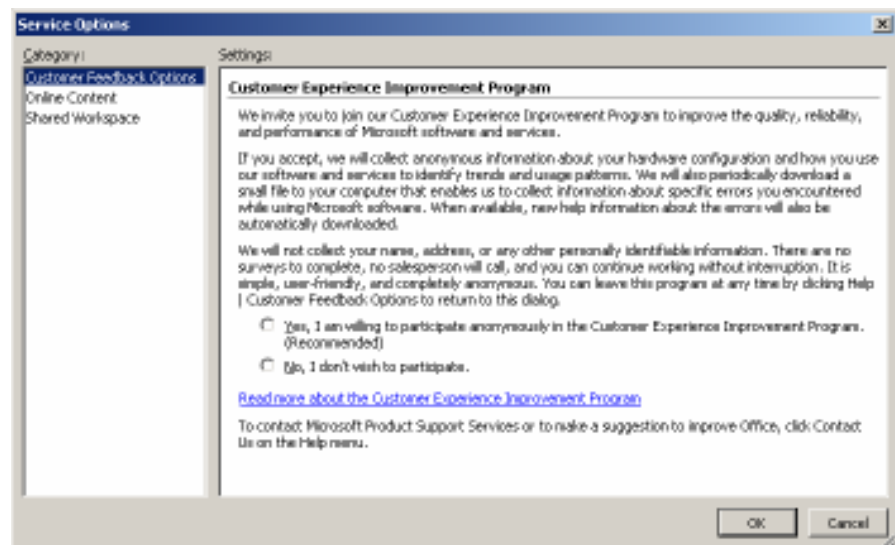 Service Options
Category:
Settings:
Customer Feedback Options
Online Content
Shared Workspace
Customer Experience Improvement Program
We invite you to join our Customer Experience Improvement Program to improve the quality, reliability,
and performance of Microsoft software and services.
If you accept, we will collect anonymous information about your hardware configuration and how you use
our software and services to identify trends and usage patterns. We will also periodically download a
small file to your computer that enables us to collect information about specific errors you encountered
while using Microsoft software. When available, new help information about the errors will also be
automatically downloaded.
We will not collect your name, address, or any other personally identifiable information. There are no
surveys to complete, no salesperson will call, and you can continue working without interruption. It is
simple, user-friendly, and completely anonymous. You can leave this program at any time by clicking Help
| Customer Feedback Options to return to this dialog.
Yes, I am willing to participate anonymously in the Customer Experience Improvement Program.
(Recommended)
No, I don't wish to participate.
Read more about the Customer Experience Improvement Program
To contact Microsoft Product Support Services or to make a suggestion to improve Office, click Contact
Us on the Help menu.
OK
Cancel